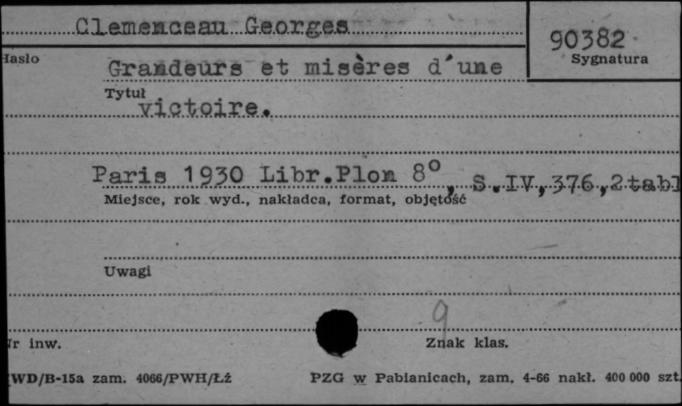 Clemenceau Georges
90382
Hasło
Sygnatura
Grandeurs et misères d'une
Tytuł
victoire.
Paris 1930 Libr.Plon 8°, S.IV,376,2tabl
Miejsce, rok wyd., nakładca, format, objętość
Uwagi
9
Nr inw.
Znak klas.
WD/B-15a zam. 4066/PWH/Łź
PZG w Pabianicach, zam. 4-66 nakł. 400 000 szt.